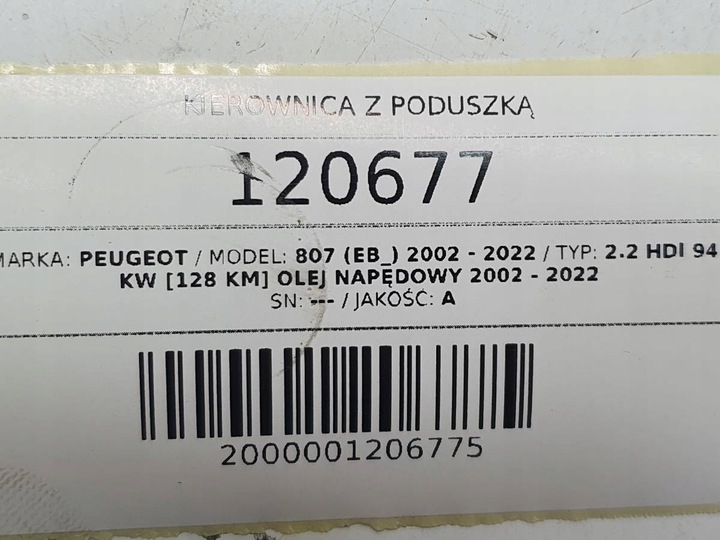 KIEROWNICA Z PODUSZKĄ
120677
MARKA: PEUGEOT / MODEL: 807 (EB_) 2002 - 2022 / TYP: 2.2 HDI 94
KW [128 KM] OLEJ NAPĘDOWY 2002 - 2022
SN: --- / JAKOŚĆ: A
2000001206775